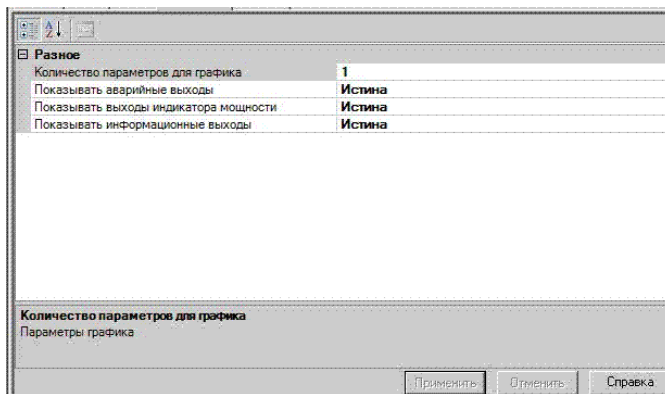 Разное
Количество параметров для графика 1
Показывать аварийные выходы Истина
Показывать выходы индикатора мощности Истина
Показывать информационные выходы Истина
Количество параметров для графика
Параметры графика
Применить Отменить Справка